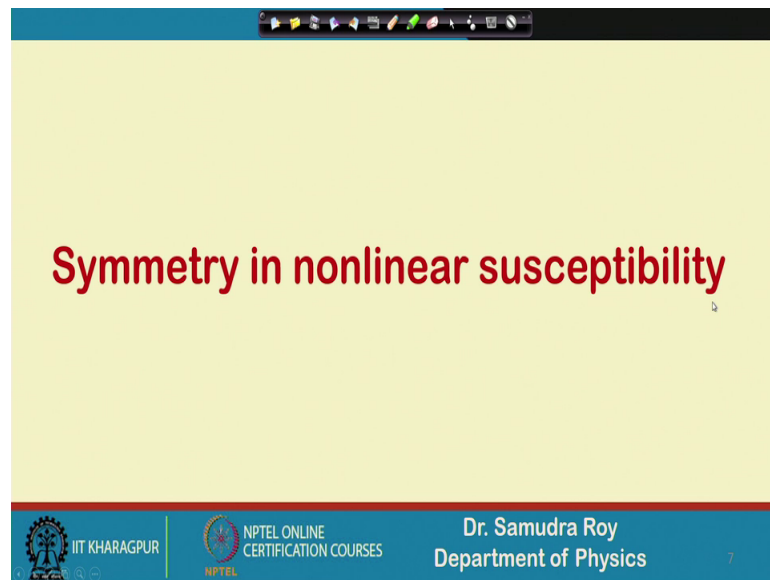 Symmetry in nonlinear susceptibility
IIT KHARAGPUR
NPTEL
NPTEL ONLINE
CERTIFICATION COURSES
Dr. Samudra Roy
Department of Physics
7